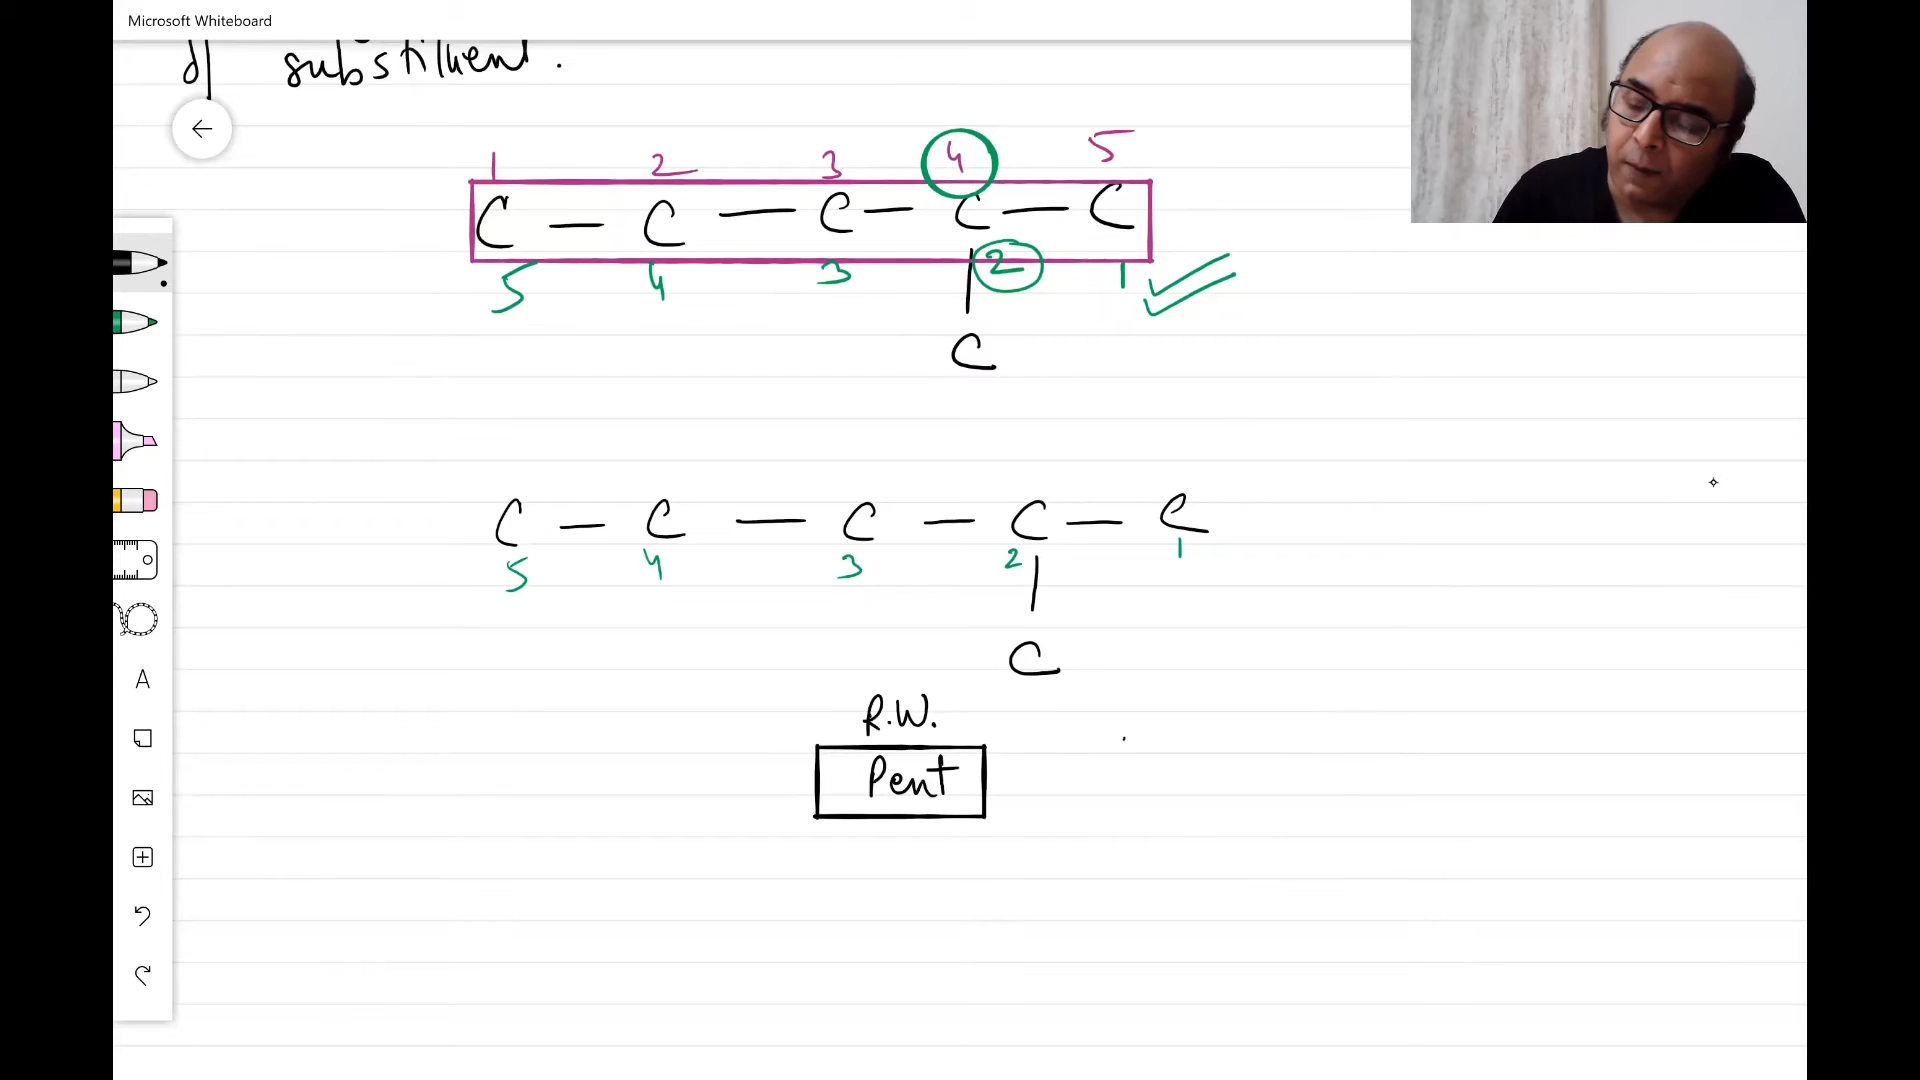 Microsoft Whiteboard
of substituent.
1 2 3 4 5
C — C — C — C — C
5 4 3 2 1
C
C — C — C — C — C
5 4 3 2 1
C
R.W.
Pent
A